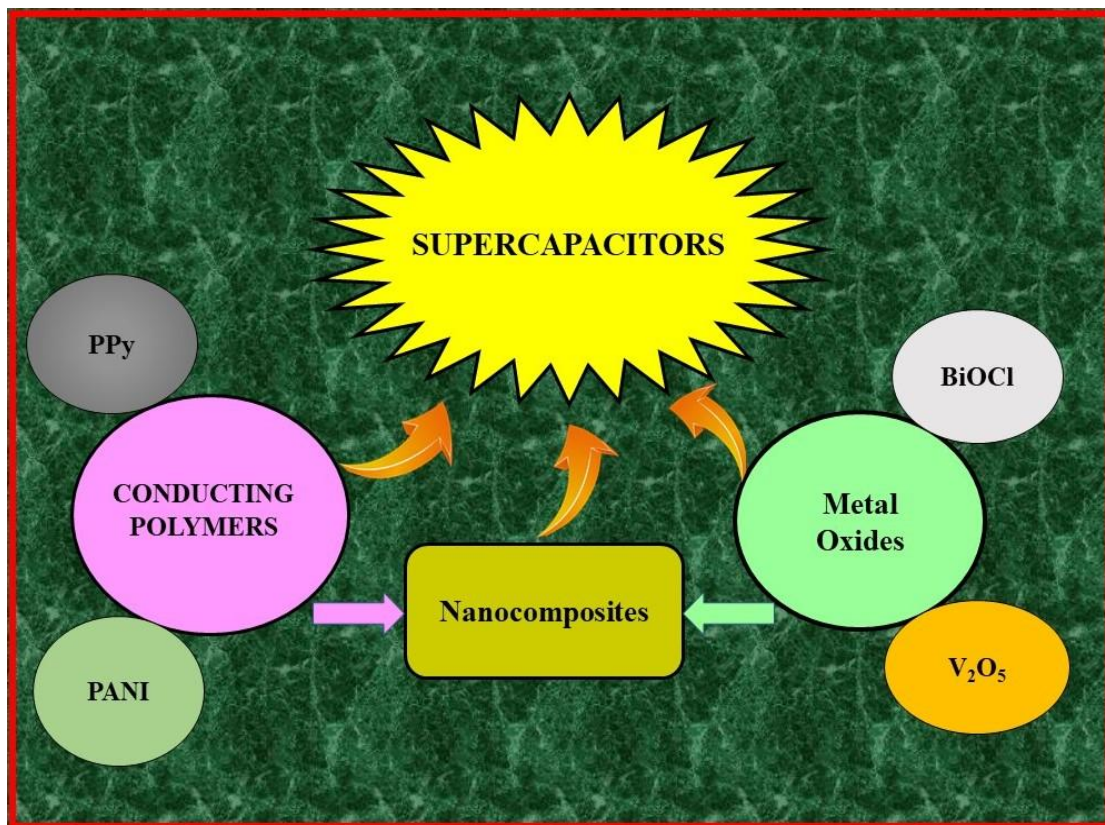 SUPERCAPACITORS
PPy
BiOCl
CONDUCTING
POLYMERS
Metal
Oxides
Nanocomposites
PANI
V₂O₅